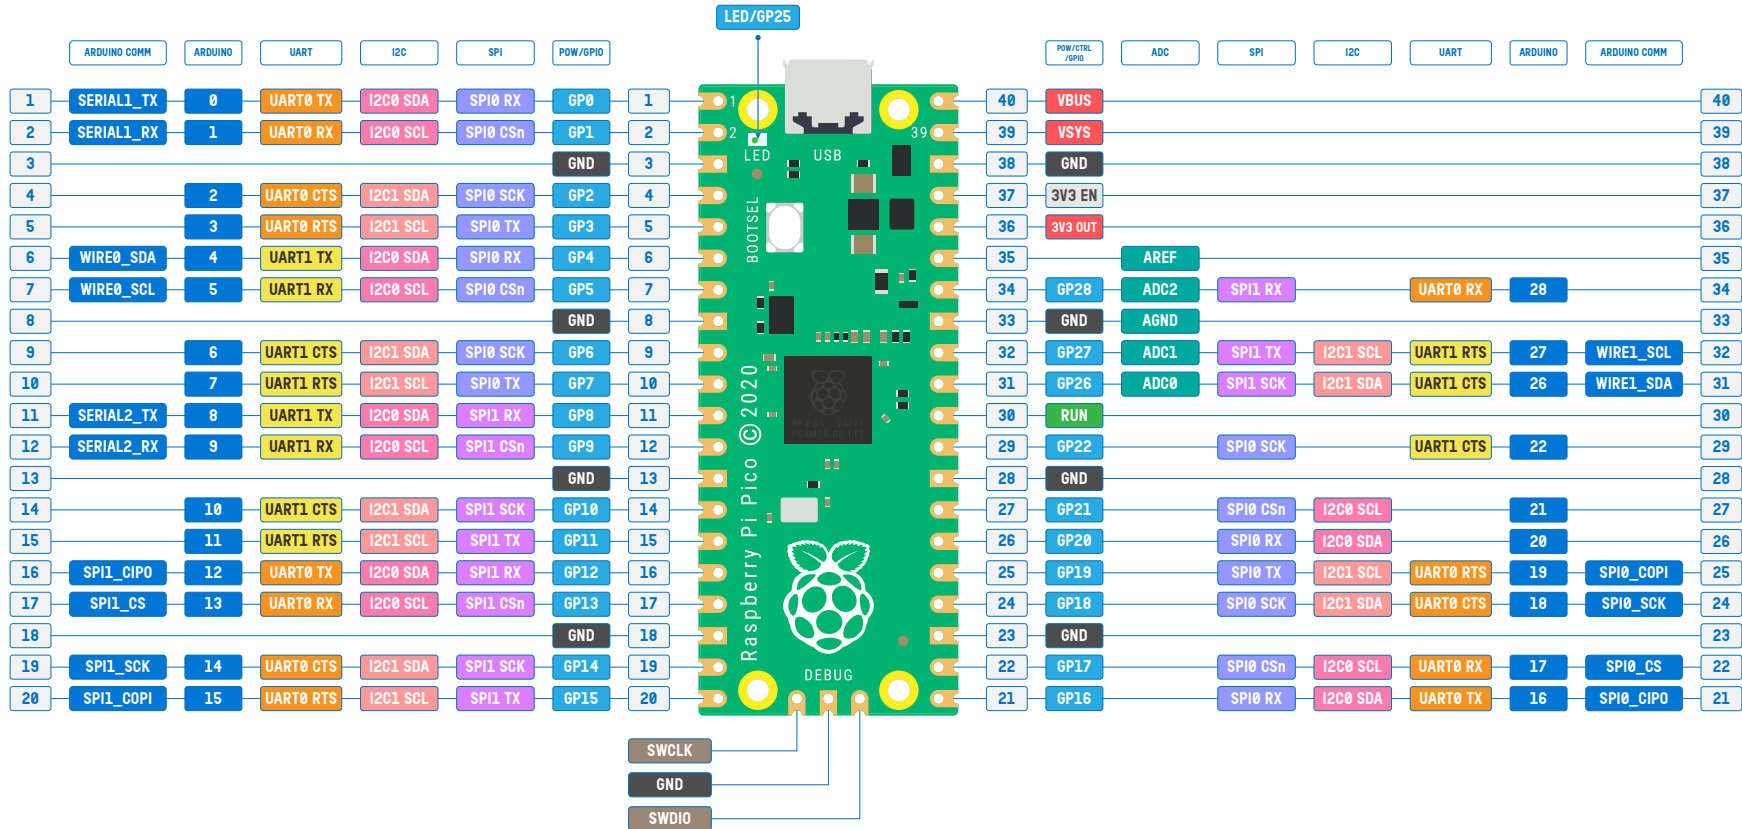 LED/GP25
ARDUINO COMM ARDUINO UART I2C SPI POW/GPIO POW/CTRL /GPIO ADC SPI I2C UART ARDUINO ARDUINO COMM
1 SERIAL1_TX 0 UART0 TX I2C0 SDA SPI0 RX GP0 1 1 40 VBUS 40
2 SERIAL1_RX 1 UART0 RX I2C0 SCL SPI0 CSn GP1 2 2 39 39 VSYS 39
LED USB
3 GND 3 38 GND 38
4 2 UART0 CTS I2C1 SDA SPI0 SCK GP2 4 37 3V3 EN 37
5 3 UART0 RTS I2C1 SCL SPI0 TX GP3 5 36 3V3 OUT 36
BOOTSEL
6 WIRE0_SDA 4 UART1 TX I2C0 SDA SPI0 RX GP4 6 35 AREF 35
7 WIRE0_SCL 5 UART1 RX I2C0 SCL SPI0 CSn GP5 7 34 GP28 ADC2 SPI1 RX UART0 RX 28 34
8 GND 8 33 GND AGND 33
9 6 UART1 CTS I2C1 SDA SPI0 SCK GP6 9 32 GP27 ADC1 SPI1 TX I2C1 SCL UART1 RTS 27 WIRE1_SCL 32
10 7 UART1 RTS I2C1 SCL SPI0 TX GP7 10 31 GP26 ADC0 SPI1 SCK I2C1 SDA UART1 CTS 26 WIRE1_SDA 31
11 SERIAL2_TX 8 UART1 TX I2C0 SDA SPI1 RX GP8 11 30 RUN 30
12 SERIAL2_RX 9 UART1 RX I2C0 SCL SPI1 CSn GP9 12 29 GP22 SPI0 SCK UART1 CTS 22 29
13 GND 13 28 GND 28
Raspberry Pi Pico ©2020
14 10 UART1 CTS I2C1 SDA SPI1 SCK GP10 14 27 GP21 SPI0 CSn I2C0 SCL 21 27
15 11 UART1 RTS I2C1 SCL SPI1 TX GP11 15 26 GP20 SPI0 RX I2C0 SDA 20 26
16 SPI1_CIPO 12 UART0 TX I2C0 SDA SPI1 RX GP12 16 25 GP19 SPI0 TX I2C1 SCL UART0 RTS 19 SPI0_COPI 25
17 SPI1_CS 13 UART0 RX I2C0 SCL SPI1 CSn GP13 17 24 GP18 SPI0 SCK I2C1 SDA UART0 CTS 18 SPI0_SCK 24
18 GND 18 23 GND 23
19 SPI1_SCK 14 UART0 CTS I2C1 SDA SPI1 SCK GP14 19 22 GP17 SPI0 CSn I2C0 SCL UART0 RX 17 SPI0_CS 22
DEBUG
20 SPI1_COPI 15 UART0 RTS I2C1 SCL SPI1 TX GP15 20 21 GP16 SPI0 RX I2C0 SDA UART0 TX 16 SPI0_CIPO 21
SWCLK
GND
SWDIO